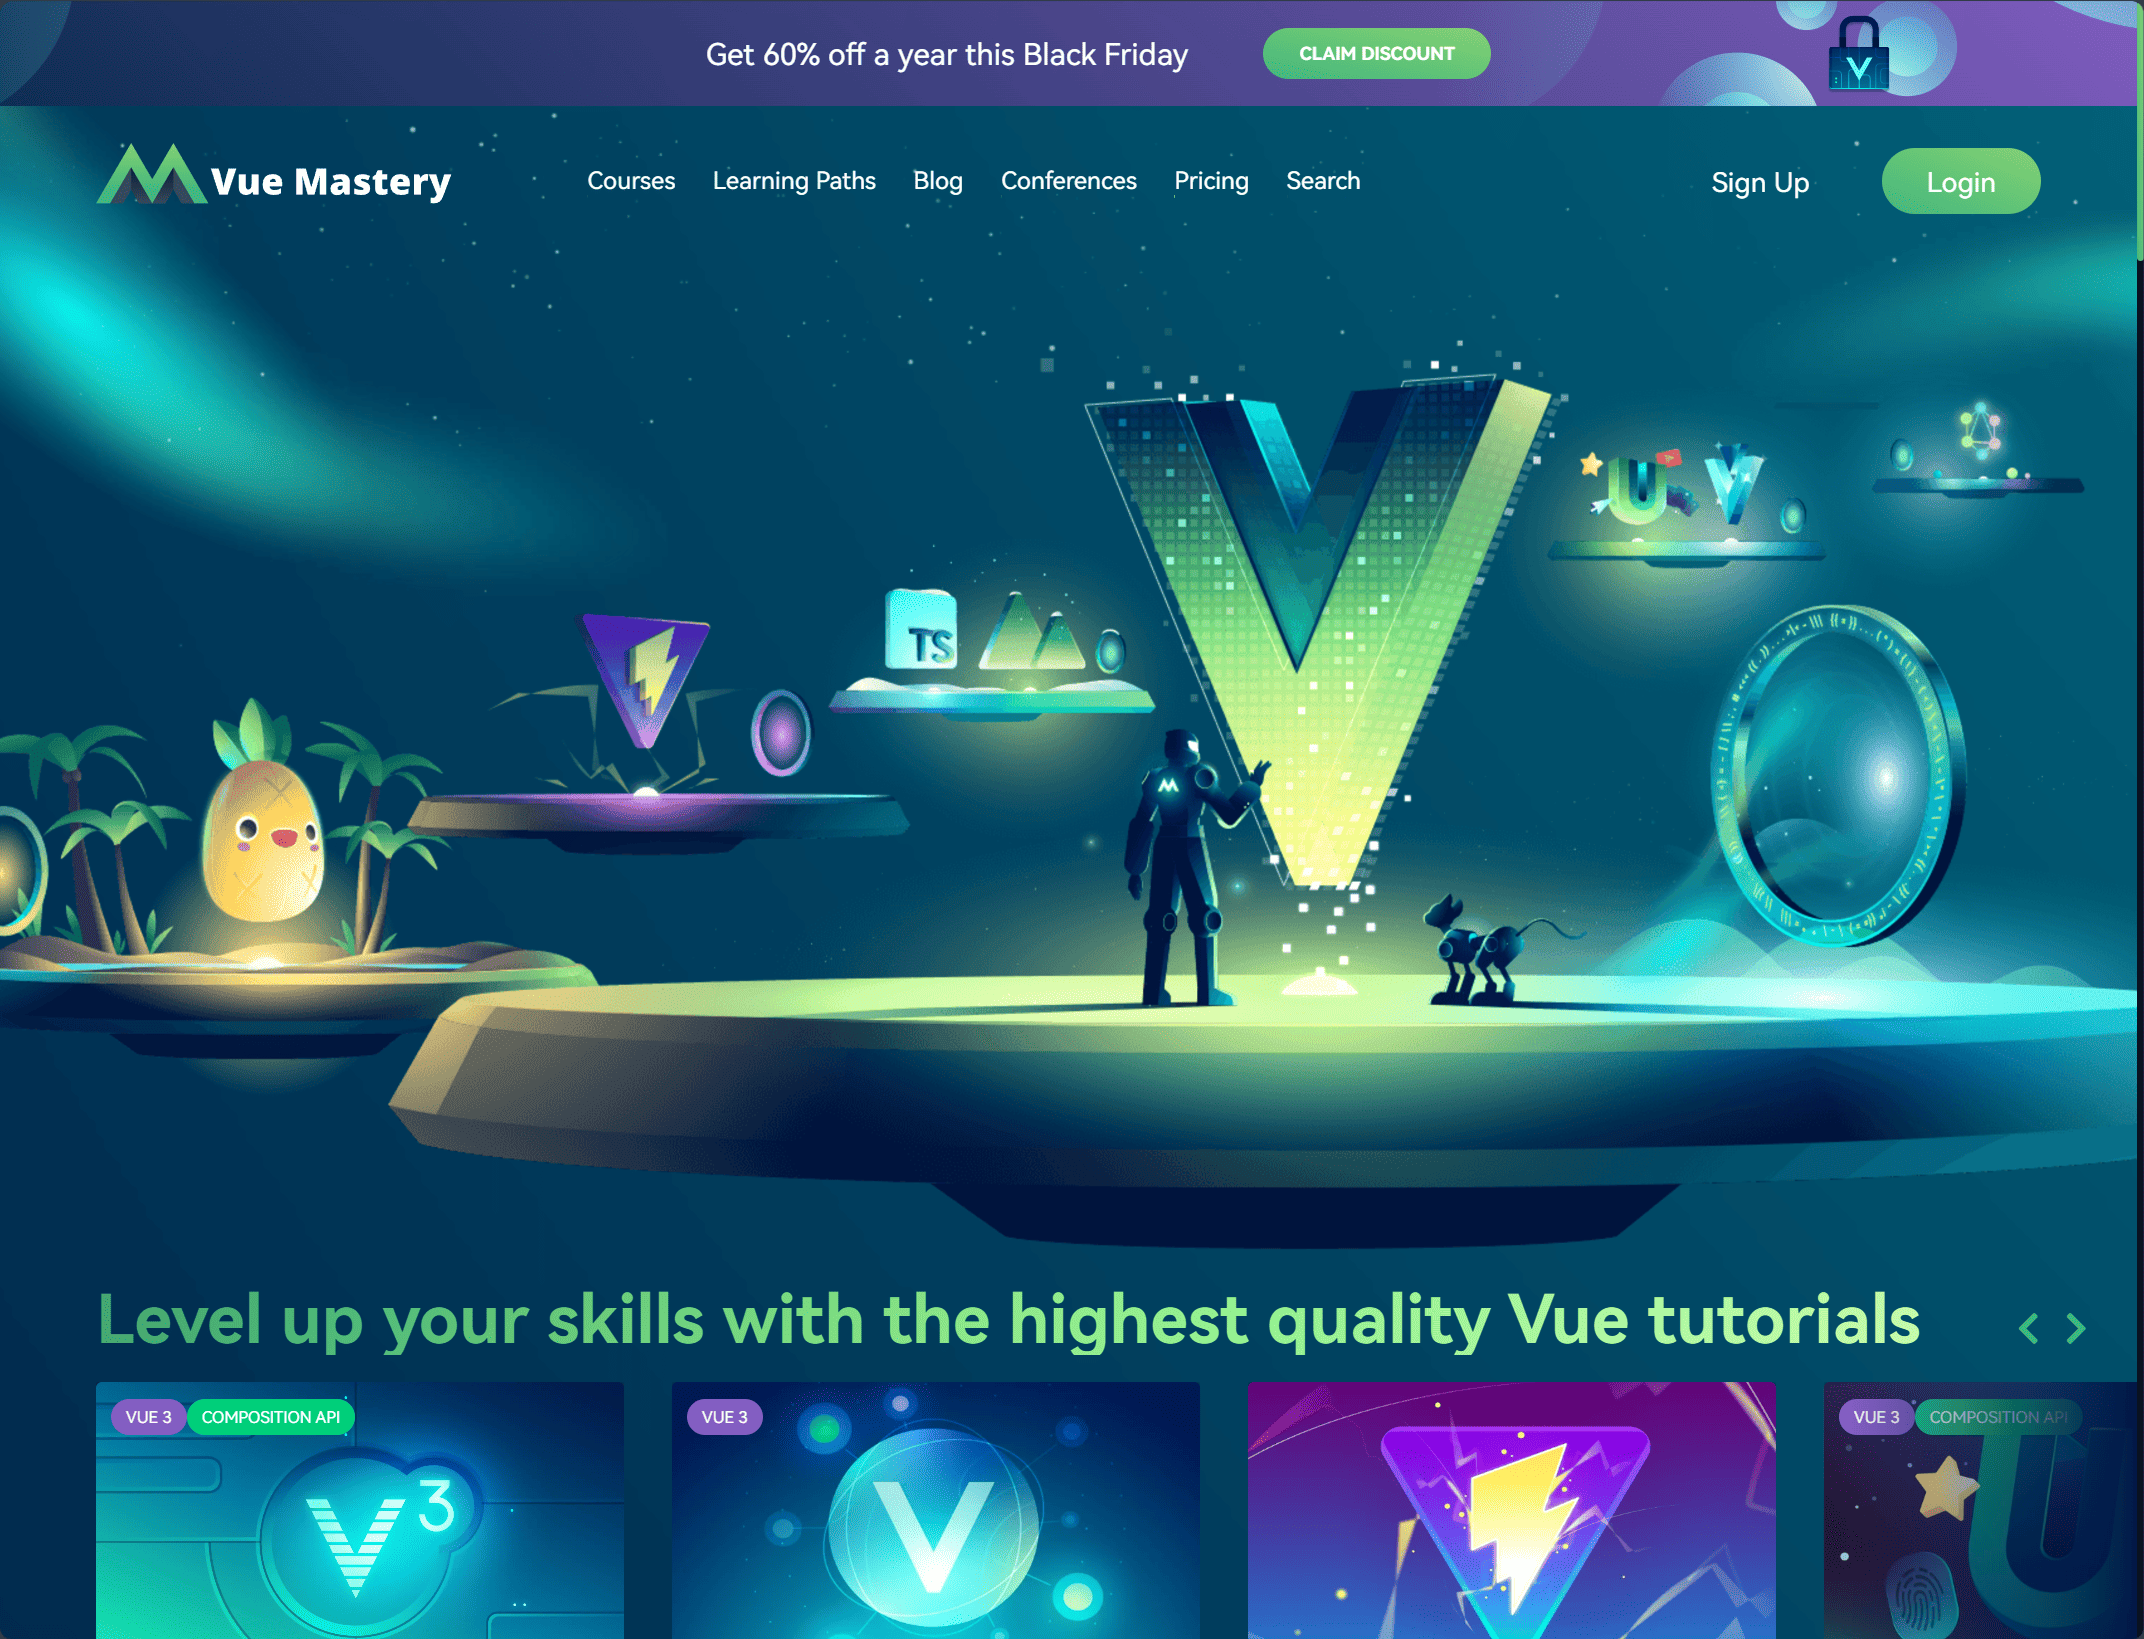 Get 60% off a year this Black Friday
CLAIM DISCOUNT
Vue Mastery
Courses
Learning Paths
Blog
Conferences
Pricing
Search
Sign Up
Login
TS
Level up your skills with the highest quality Vue tutorials
VUE 3
COMPOSITION API
V3
VUE 3
V
VUE 3
COMPOSITION API